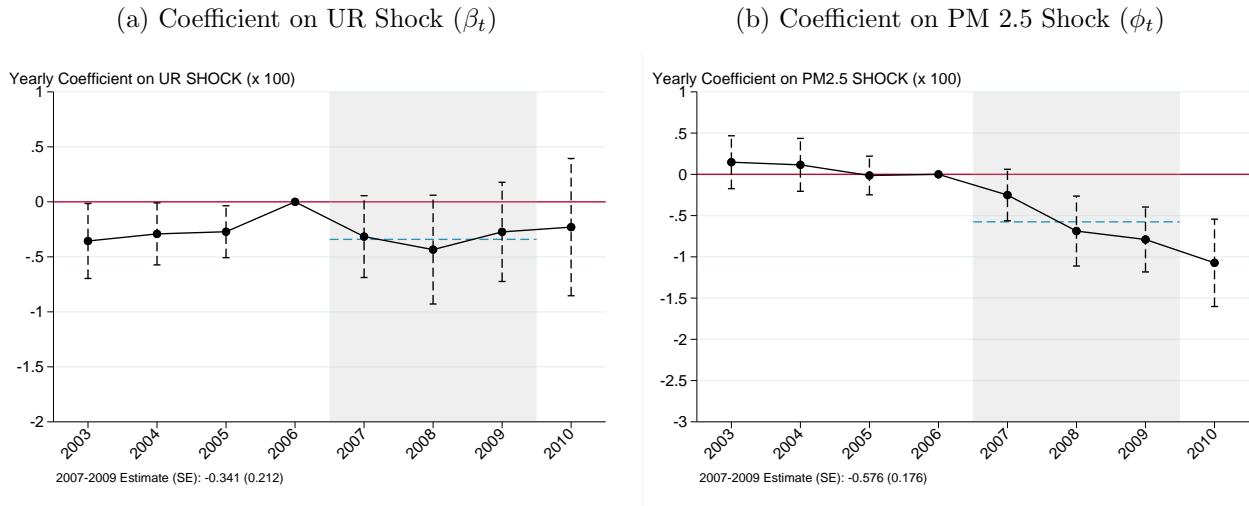 (a) Coefficient on UR Shock (βt)
Yearly Coefficient on UR SHOCK (x 100)
1
.5
0
-.5
-1
-1.5
-2
2003 2004 2005 2006 2007 2008 2009 2010
2007-2009 Estimate (SE): -0.341 (0.212)
(b) Coefficient on PM 2.5 Shock (ϕt)
Yearly Coefficient on PM2.5 SHOCK (x 100)
1
.5
0
-.5
-1
-1.5
-2
-2.5
-3
2003 2004 2005 2006 2007 2008 2009 2010
2007-2009 Estimate (SE): -0.576 (0.176)